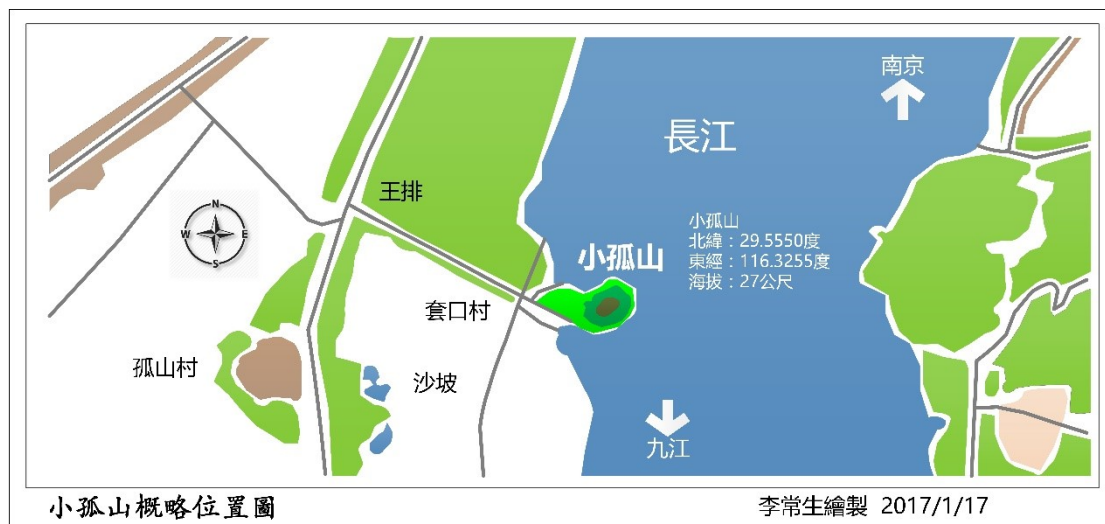 南京
長江
王排
N
W E
S
小孤山
北緯：29.5550度
東經：116.3255度
海拔：27公尺
小孤山
套口村
孤山村
沙坡
九江
小孤山概略位置圖
李常生繪製 2017/1/17